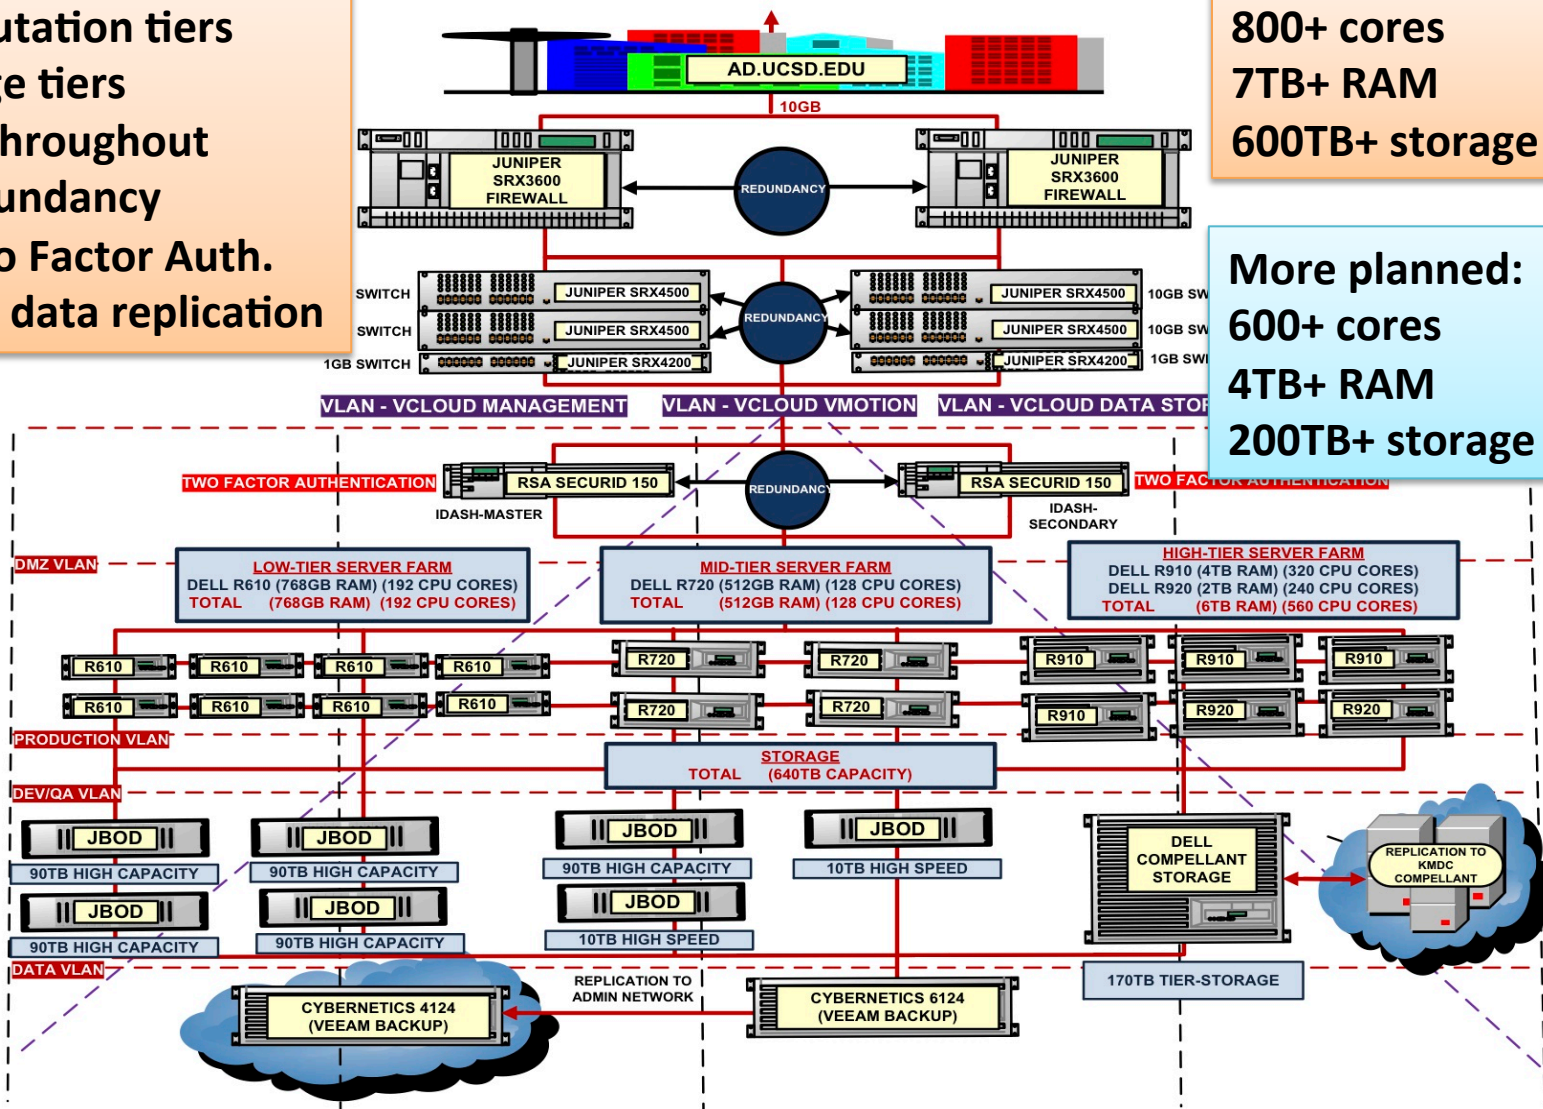 utation tiers
ge tiers
throughout
undancy
o Factor Auth.
data replication
AD.UCSD.EDU
10GB
800+ cores
7TB+ RAM
600TB+ storage
JUNIPER
SRX3600
FIREWALL
REDUNDANCY
JUNIPER
SRX3600
FIREWALL
More planned:
600+ cores
4TB+ RAM
200TB+ storage
SWITCH
JUNIPER SRX4500
JUNIPER SRX4500
10GB SW
SWITCH
JUNIPER SRX4500
REDUNDANCY
JUNIPER SRX4500
10GB SW
1GB SWITCH
JUNIPER SRX4200
JUNIPER SRX4200
1GB SWI
VLAN - VCLOUD MANAGEMENT
VLAN - VCLOUD VMOTION
VLAN - VCLOUD DATA STOR
TWO FACTOR AUTHENTICATION
RSA SECURID 150
REDUNDANCY
RSA SECURID 150
TWO FACTOR AUTHENTICATION
IDASH-MASTER
IDASH-
SECONDARY
DMZ VLAN
LOW-TIER SERVER FARM
DELL R610 (768GB RAM) (192 CPU CORES)
TOTAL (768GB RAM) (192 CPU CORES)
MID-TIER SERVER FARM
DELL R720 (512GB RAM) (128 CPU CORES)
TOTAL (512GB RAM) (128 CPU CORES)
HIGH-TIER SERVER FARM
DELL R910 (4TB RAM) (320 CPU CORES)
DELL R920 (2TB RAM) (240 CPU CORES)
TOTAL (6TB RAM) (560 CPU CORES)
R610
R610
R610
R610
R720
R720
R910
R910
R910
R610
R610
R610
R610
R720
R720
R910
R920
R920
PRODUCTION VLAN
STORAGE
TOTAL (640TB CAPACITY)
DEV/QA VLAN
JBOD
JBOD
JBOD
JBOD
90TB HIGH CAPACITY
90TB HIGH CAPACITY
90TB HIGH CAPACITY
10TB HIGH SPEED
JBOD
JBOD
JBOD
90TB HIGH CAPACITY
90TB HIGH CAPACITY
10TB HIGH SPEED
DELL
COMPELLANT
STORAGE
REPLICATION TO
KMDC
COMPELLANT
DATA VLAN
170TB TIER-STORAGE
REPLICATION TO
ADMIN NETWORK
CYBERNETICS 4124
(VEEAM BACKUP)
CYBERNETICS 6124
(VEEAM BACKUP)